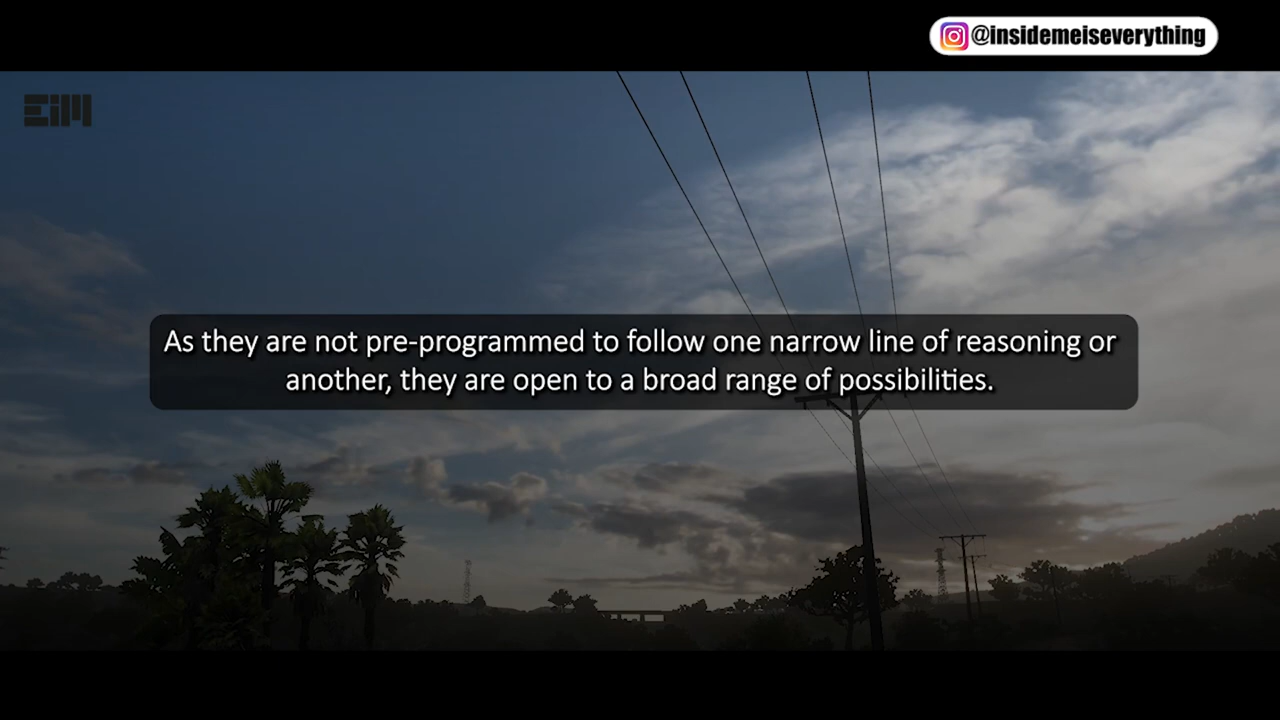 @insidemeiseverything
EiM
As they are not pre-programmed to follow one narrow line of reasoning or
another, they are open to a broad range of possibilities.